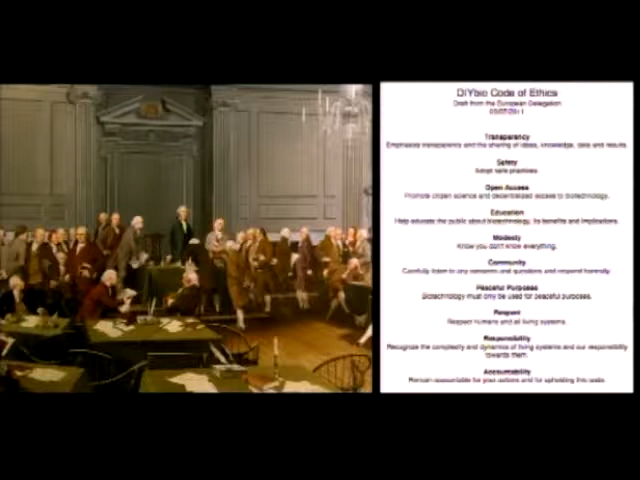 DIYbio Code of Ethics
Draft from the European Delegation
Transparency
Emphasize transparency and the sharing of ideas, knowledge, data and results.
Safety
Adopt safe practices.
Open Access
Promote citizen science and decentralized access to biotechnology.
Education
Help educate the public about biotechnology, its benefits and implications.
Modesty
Know you don't know everything.
Community
Carefully listen to any concerns and questions and respond honestly.
Peaceful Purposes
Biotechnology must only be used for peaceful purposes.
Respect
Respect humans and all living systems.
Responsibility
Recognize the complexity and dynamics of living systems and our responsibility
towards them.
Accountability
Remain accountable for your actions and for upholding this code.